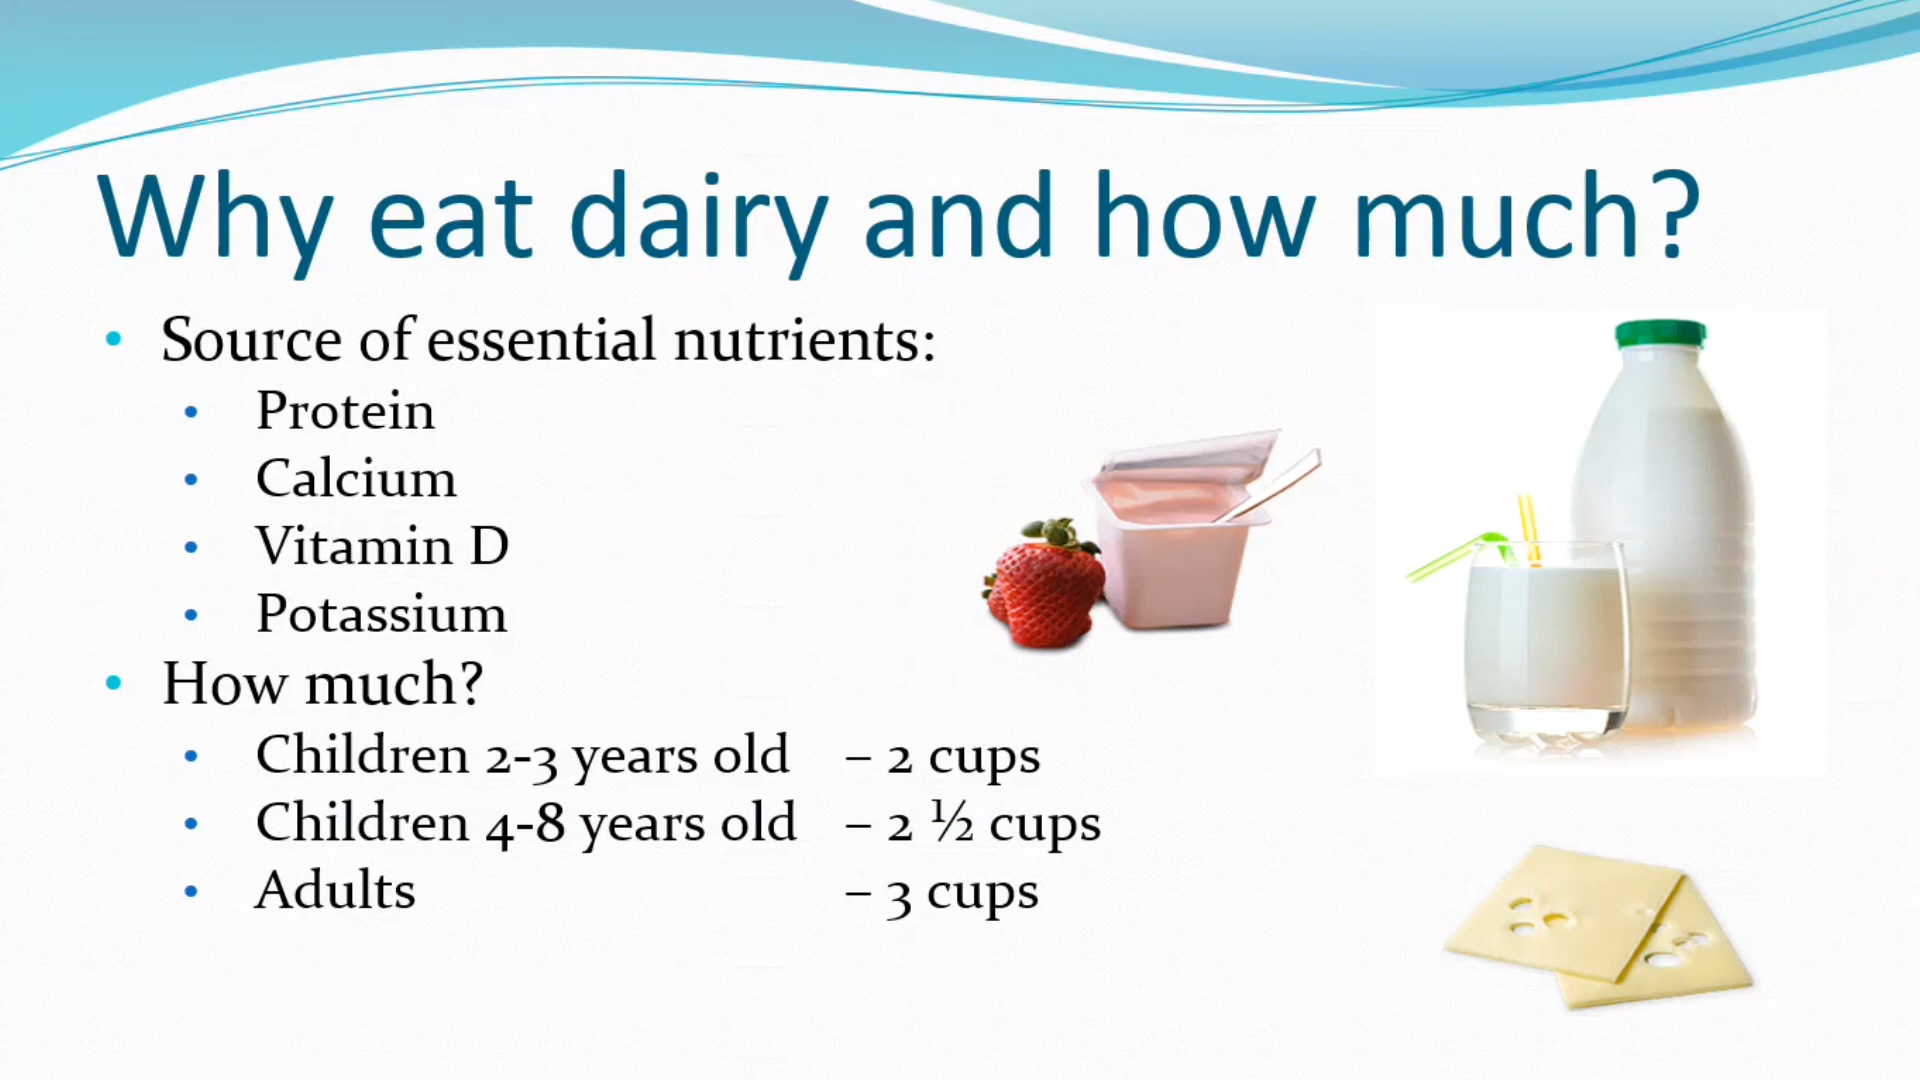 Why eat dairy and how much?
• Source of essential nutrients:
• Protein
• Calcium
• Vitamin D
• Potassium
• How much?
• Children 2-3 years old – 2 cups
• Children 4-8 years old – 2 ½ cups
• Adults – 3 cups